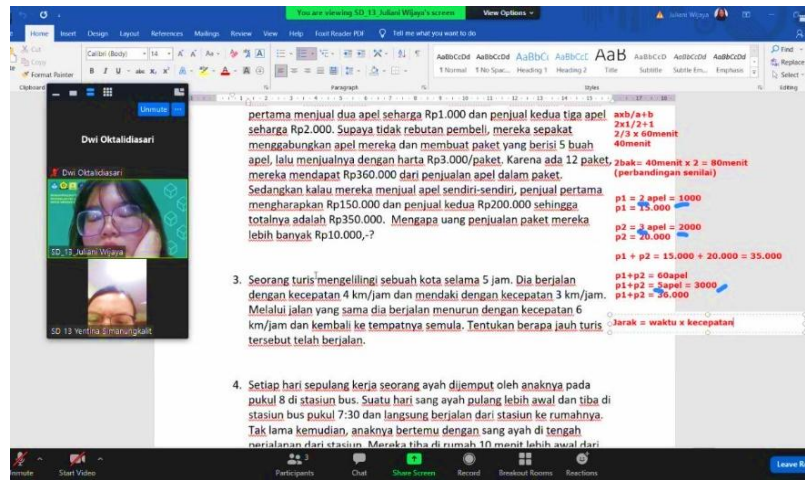 You are viewing SD_13_Juliani Wijaya's screen
View Options
Juliani Wijaya
Home
Insert
Design
Layout
References
Mailings
Review
View
Help
Foxit Reader PDF
Tell me what you want to do
Cut
Copy
Format Painter
Clipboard
Calibri (Body)
14
Paragraph
Styles
AaBbCcDd
1 Normal
AaBbCcDd
1 No Spac...
AaBbCc
Heading 1
AaBbCcC
Heading 2
AaB
Title
AaBbCcD
Subtitle
AaBbCcDd
Subtle Em...
AaBbCcDd
Emphasis
Find
Replace
Select
Editing
Unmute
Dwi Oktalidiasari
Dwi Oktalidiasari
SD_13_Juliani Wijaya
SD 13 Yentina Simanungkalit
pertama menjual dua apel seharga Rp1.000 dan penjual kedua tiga apel
seharga Rp2.000. Supaya tidak rebutan pembeli, mereka sepakat
menggabungkan apel mereka dan membuat paket yang berisi 5 buah
apel, lalu menjualnya dengan harta Rp3.000/paket. Karena ada 12 paket,
mereka mendapat Rp360.000 dari penjualan apel dalam paket.
Sedangkan kalau mereka menjual apel sendiri-sendiri, penjual pertama
mengharapkan Rp150.000 dan penjual kedua Rp200.000 sehingga
totalnya adalah Rp350.000. Mengapa uang penjualan paket mereka
lebih banyak Rp10.000,-?
3. Seorang turis mengelilingi sebuah kota selama 5 jam. Dia berjalan
dengan kecepatan 4 km/jam dan mendaki dengan kecepatan 3 km/jam.
Melalui jalan yang sama dia berjalan menurun dengan kecepatan 6
km/jam dan kembali ke tempatnya semula. Tentukan berapa jauh turis
tersebut telah berjalan.
4. Setiap hari sepulang kerja seorang ayah dijemput oleh anaknya pada
pukul 8 di stasiun bus. Suatu hari sang ayah pulang lebih awal dan tiba di
stasiun bus pukul 7:30 dan langsung berjalan dari stasiun ke rumahnya.
Tak lama kemudian, anaknya bertemu dengan sang ayah di tengah
perjalanan dari stasiun. Mereka tiba di rumah 10 menit lebih awal dari
axb/a+b
2x1/2+1
2/3 x 60menit
40menit
2bak= 40menit x 2 = 80menit
(perbandingan senilai)
p1 = 2 apel = 1000
p1 = 15.000
p2 = 3 apel = 2000
p2 = 20.000
p1 + p2 = 15.000 + 20.000 = 35.000
p1+p2 = 60apel
p1+p2 = 5apel = 3000
p1+p2 = 36.000
Jarak = waktu x kecepatan
Start Video
Participants
3
Chat
Share Screen
Record
Breakout Rooms
Reactions